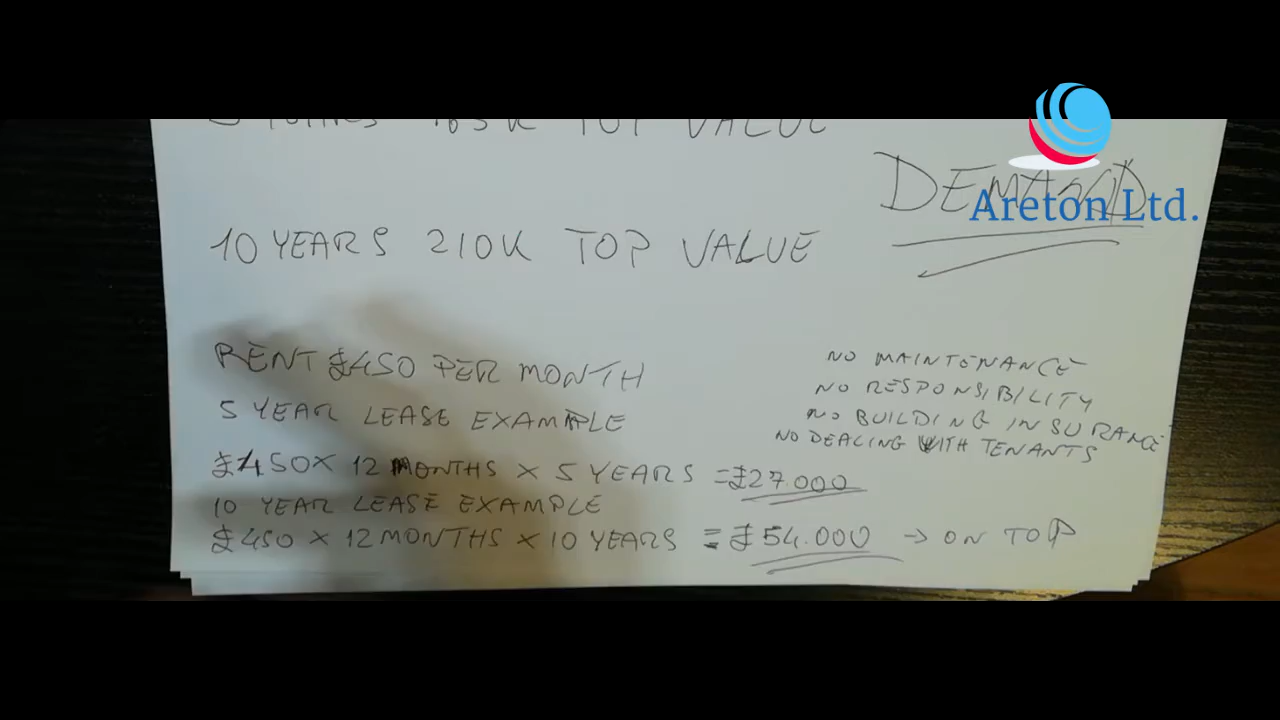 TOP VALUE
DEMAND
Areton Ltd.
10 YEARS 210K TOP VALUE
RENT £450 PER MONTH
5 YEAR LEASE EXAMPLE
£450 X 12 MONTHS X 5 YEARS = £27.000
10 YEAR LEASE EXAMPLE
£450 X 12 MONTHS X 10 YEARS = £54.000 → ON TOP
NO MAINTENANCE
NO RESPONSIBILITY
NO BUILDING INSURANCE
NO DEALING WITH TENANTS